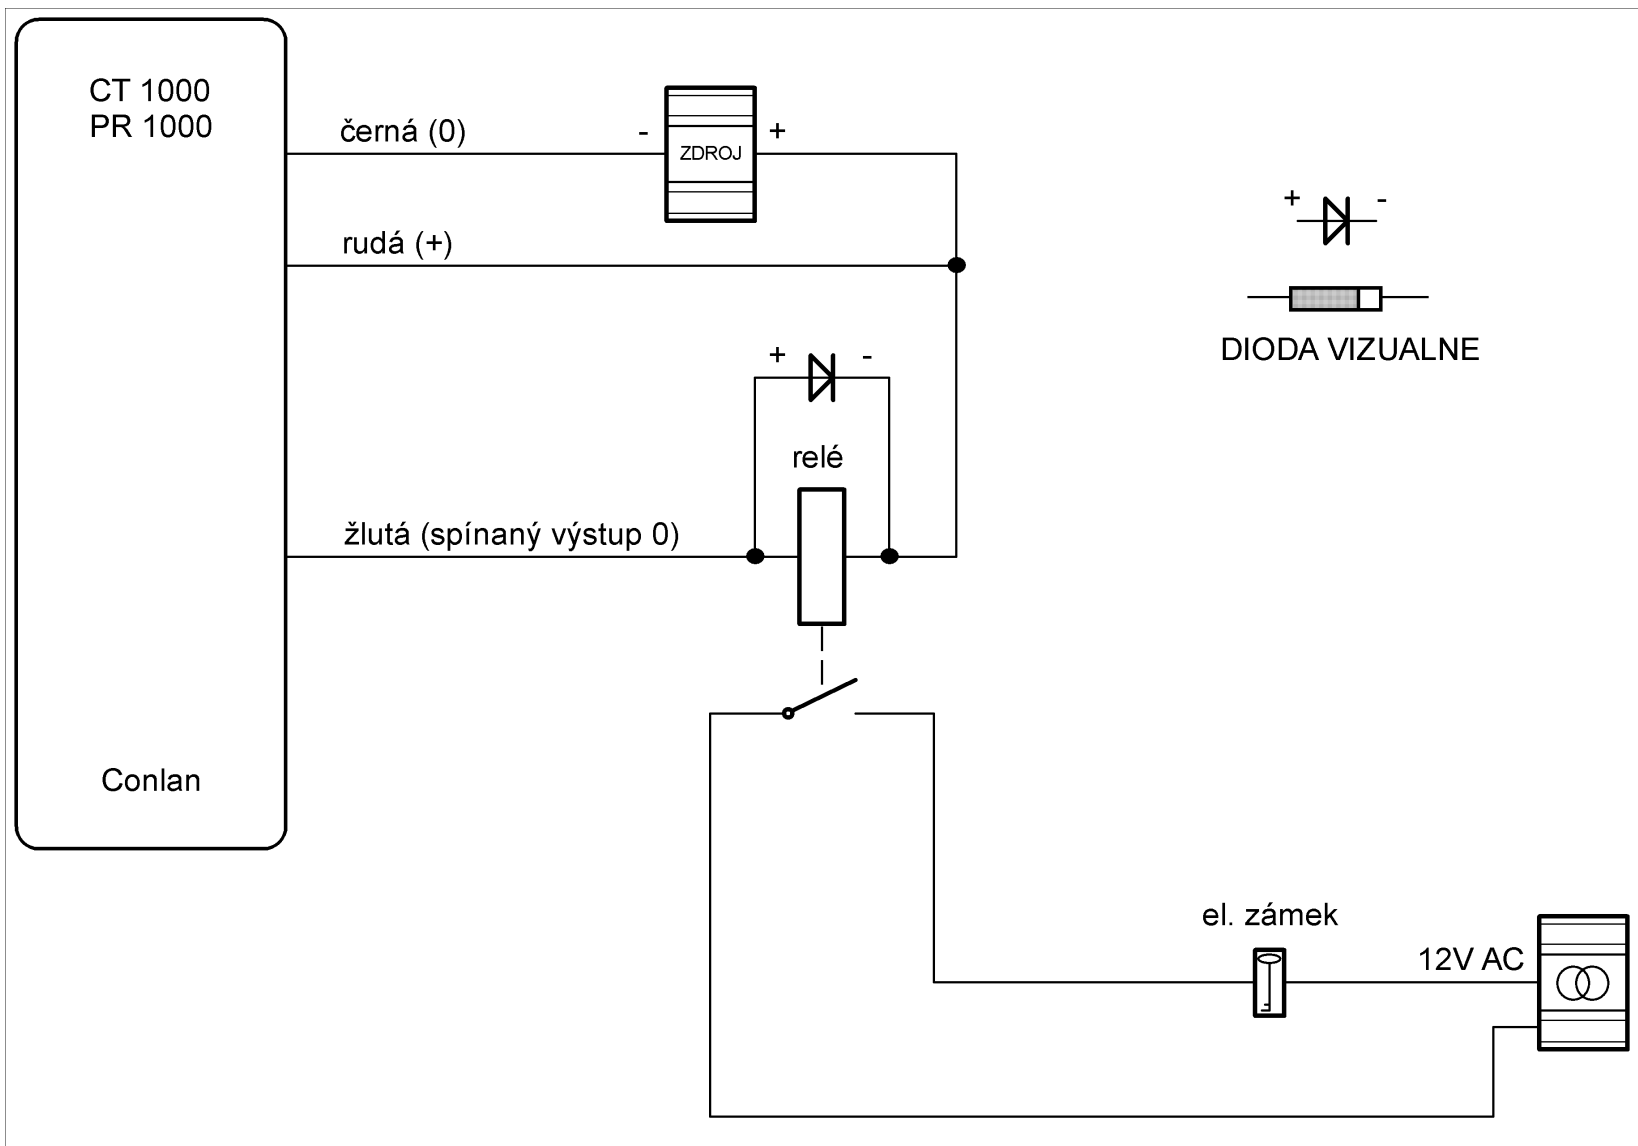 CT 1000
PR 1000
černá (0)
- ZDROJ +
rudá (+)
+ -
DIODA VIZUALNE
+ -
relé
žlutá (spínaný výstup 0)
Conlan
el. zámek
12V AC